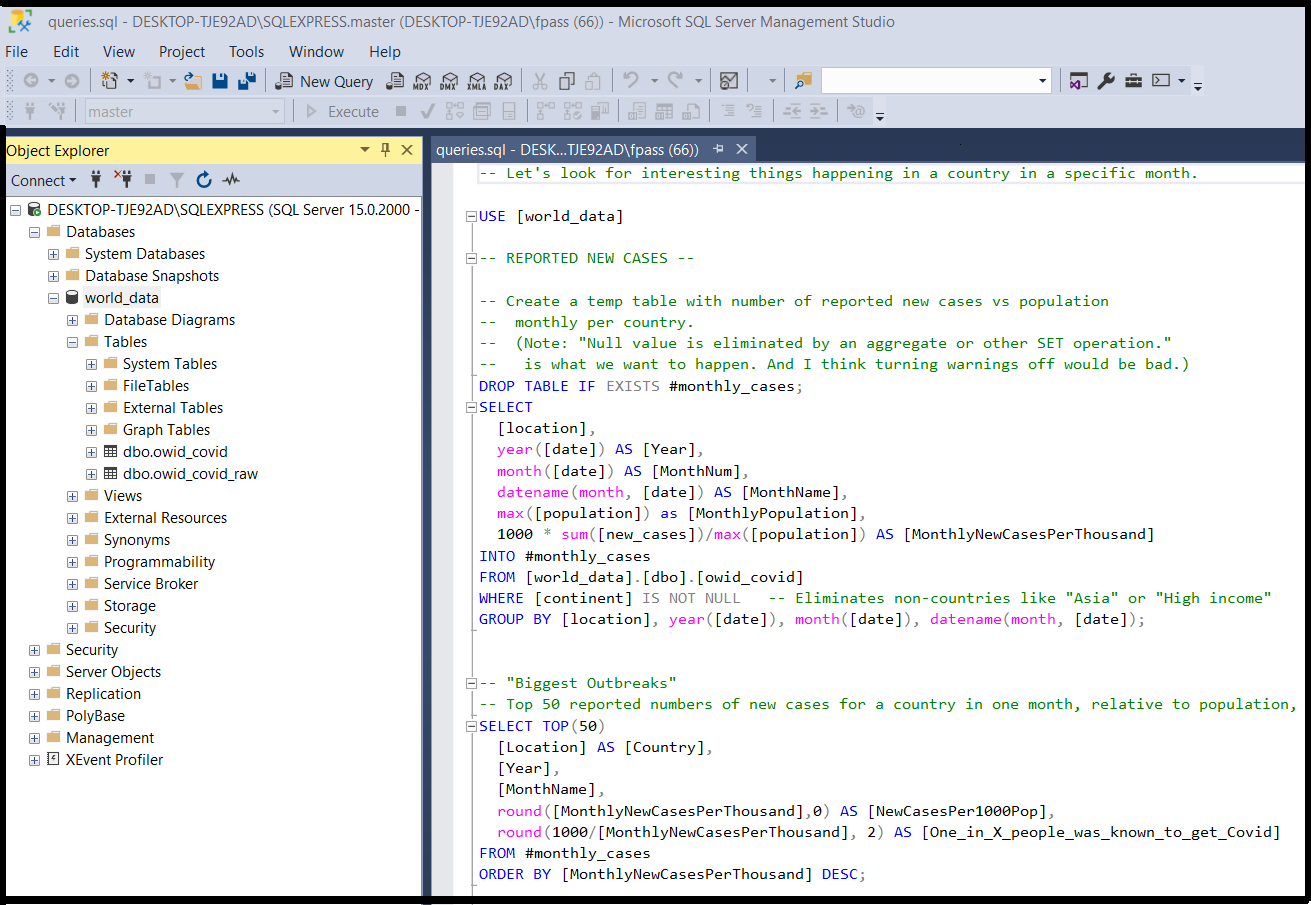 queries.sql - DESKTOP-TJE92AD\SQLEXPRESS.master (DESKTOP-TJE92AD\fpass (66)) - Microsoft SQL Server Management Studio
File Edit View Project Tools Window Help
New Query MDX DMX XMLA DAX
master Execute
Object Explorer
Connect
DESKTOP-TJE92AD\SQLEXPRESS (SQL Server 15.0.2000 -
Databases
System Databases
Database Snapshots
world_data
Database Diagrams
Tables
System Tables
FileTables
External Tables
Graph Tables
dbo.owid_covid
dbo.owid_covid_raw
Views
External Resources
Synonyms
Programmability
Service Broker
Storage
Security
Security
Server Objects
Replication
PolyBase
Management
XEvent Profiler
queries.sql - DESK...TJE92AD\fpass (66))
-- Let's look for interesting things happening in a country in a specific month.
USE [world_data]
-- REPORTED NEW CASES --
-- Create a temp table with number of reported new cases vs population
--  monthly per country.
--  (Note: "Null value is eliminated by an aggregate or other SET operation."
--   is what we want to happen. And I think turning warnings off would be bad.)
DROP TABLE IF EXISTS #monthly_cases;
SELECT
  [location],
  year([date]) AS [Year],
  month([date]) AS [MonthNum],
  datename(month, [date]) AS [MonthName],
  max([population]) as [MonthlyPopulation],
  1000 * sum([new_cases])/max([population]) AS [MonthlyNewCasesPerThousand]
INTO #monthly_cases
FROM [world_data].[dbo].[owid_covid]
WHERE [continent] IS NOT NULL   -- Eliminates non-countries like "Asia" or "High income"
GROUP BY [location], year([date]), month([date]), datename(month, [date]);
-- "Biggest Outbreaks"
-- Top 50 reported numbers of new cases for a country in one month, relative to population,
SELECT TOP(50)
  [Location] AS [Country],
  [Year],
  [MonthName],
  round([MonthlyNewCasesPerThousand],0) AS [NewCasesPer1000Pop],
  round(1000/[MonthlyNewCasesPerThousand], 2) AS [One_in_X_people_was_known_to_get_Covid]
FROM #monthly_cases
ORDER BY [MonthlyNewCasesPerThousand] DESC;